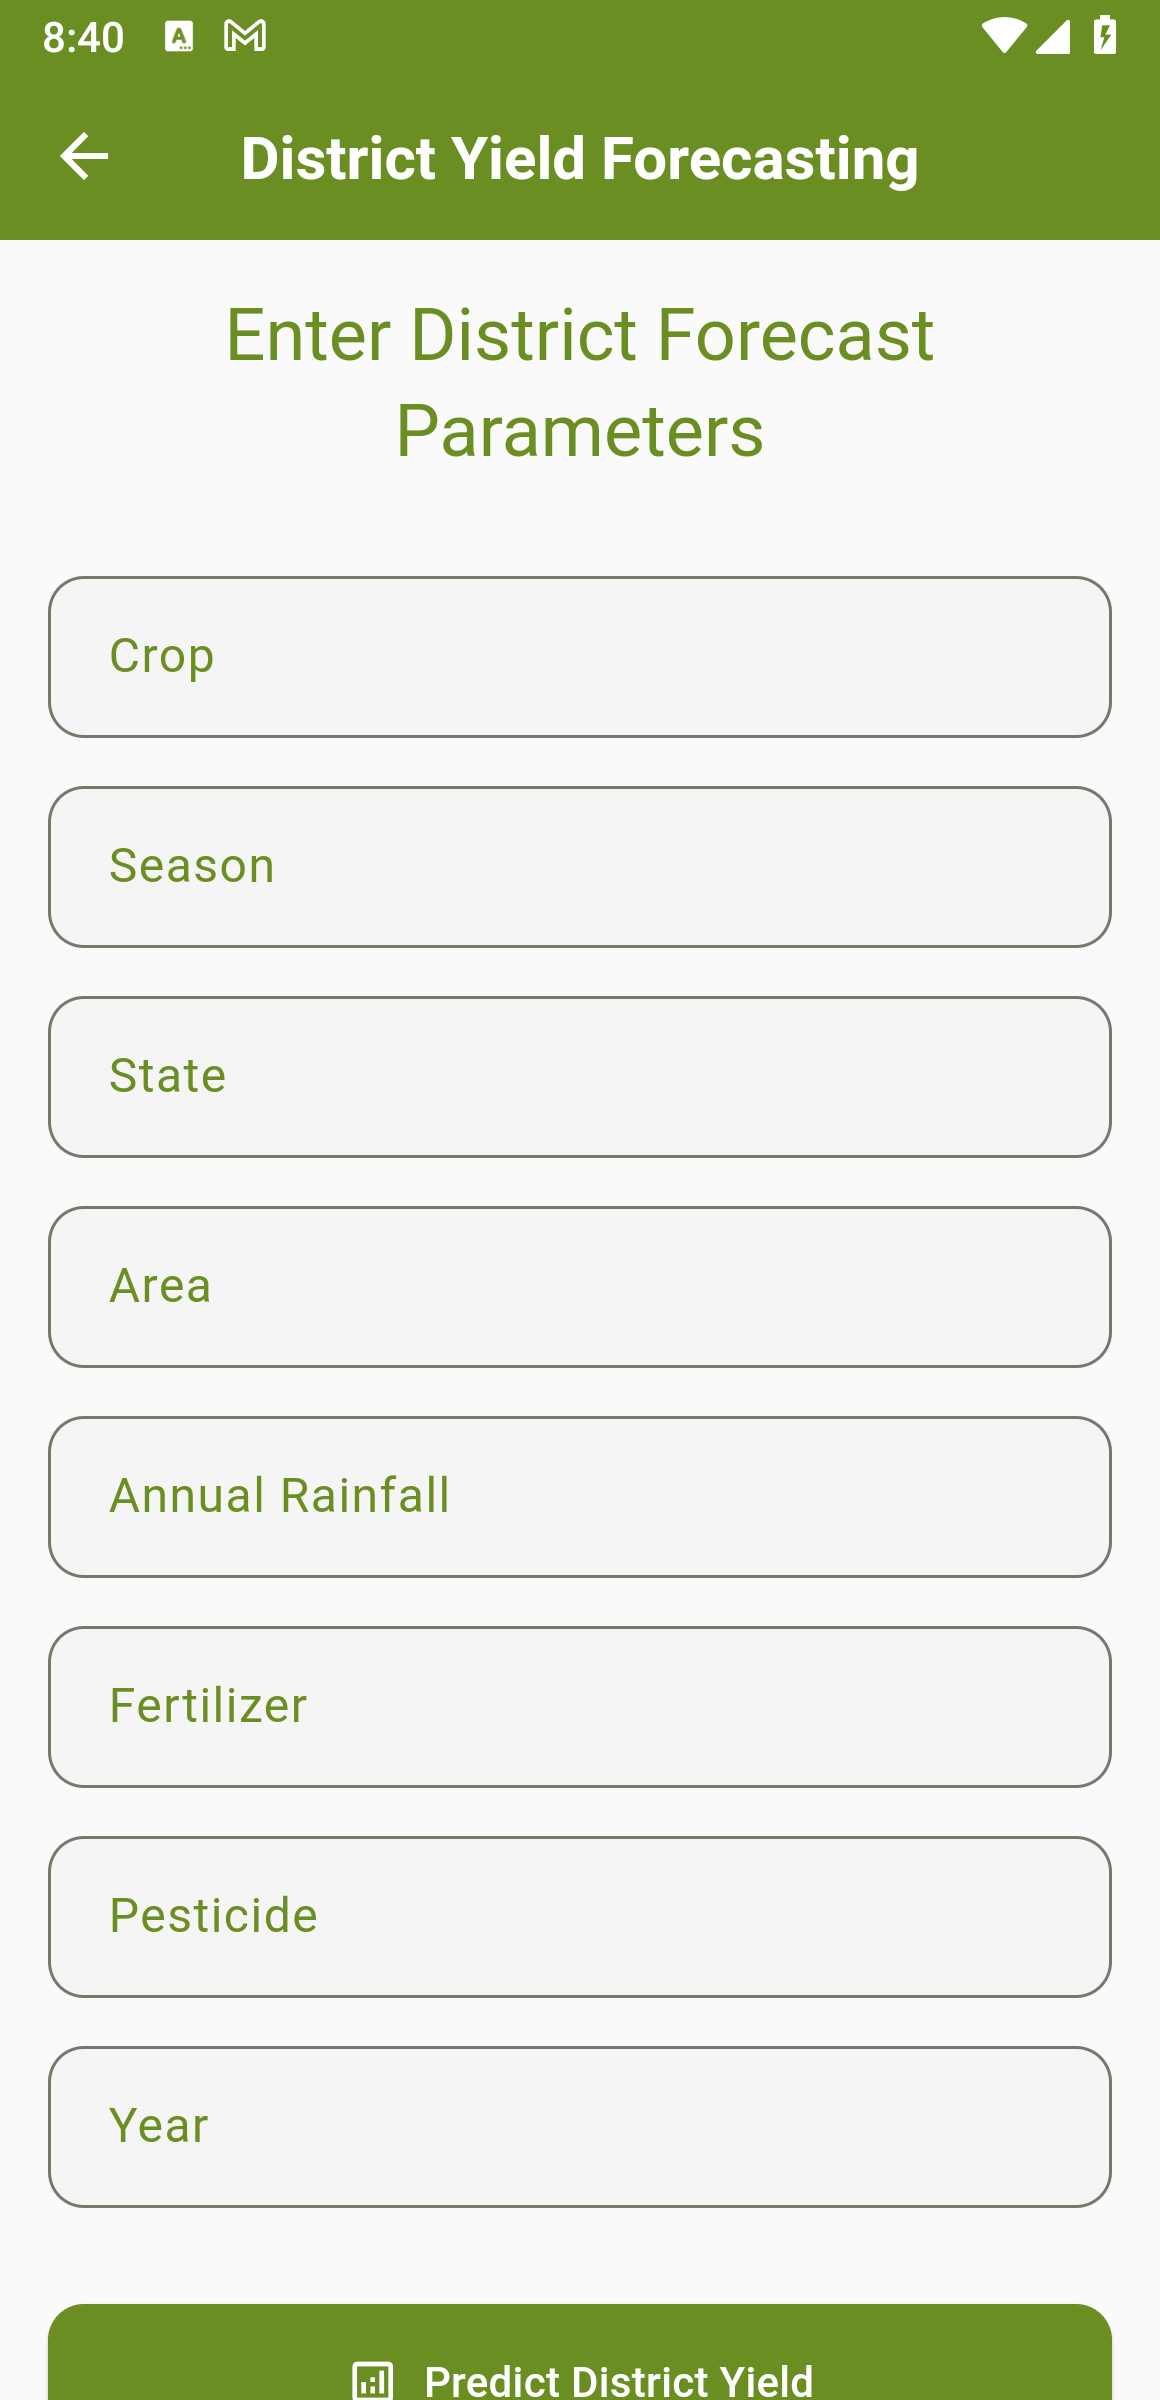 8:40
District Yield Forecasting
Enter District Forecast
Parameters
Crop
Season
State
Area
Annual Rainfall
Fertilizer
Pesticide
Year
Predict District Yield